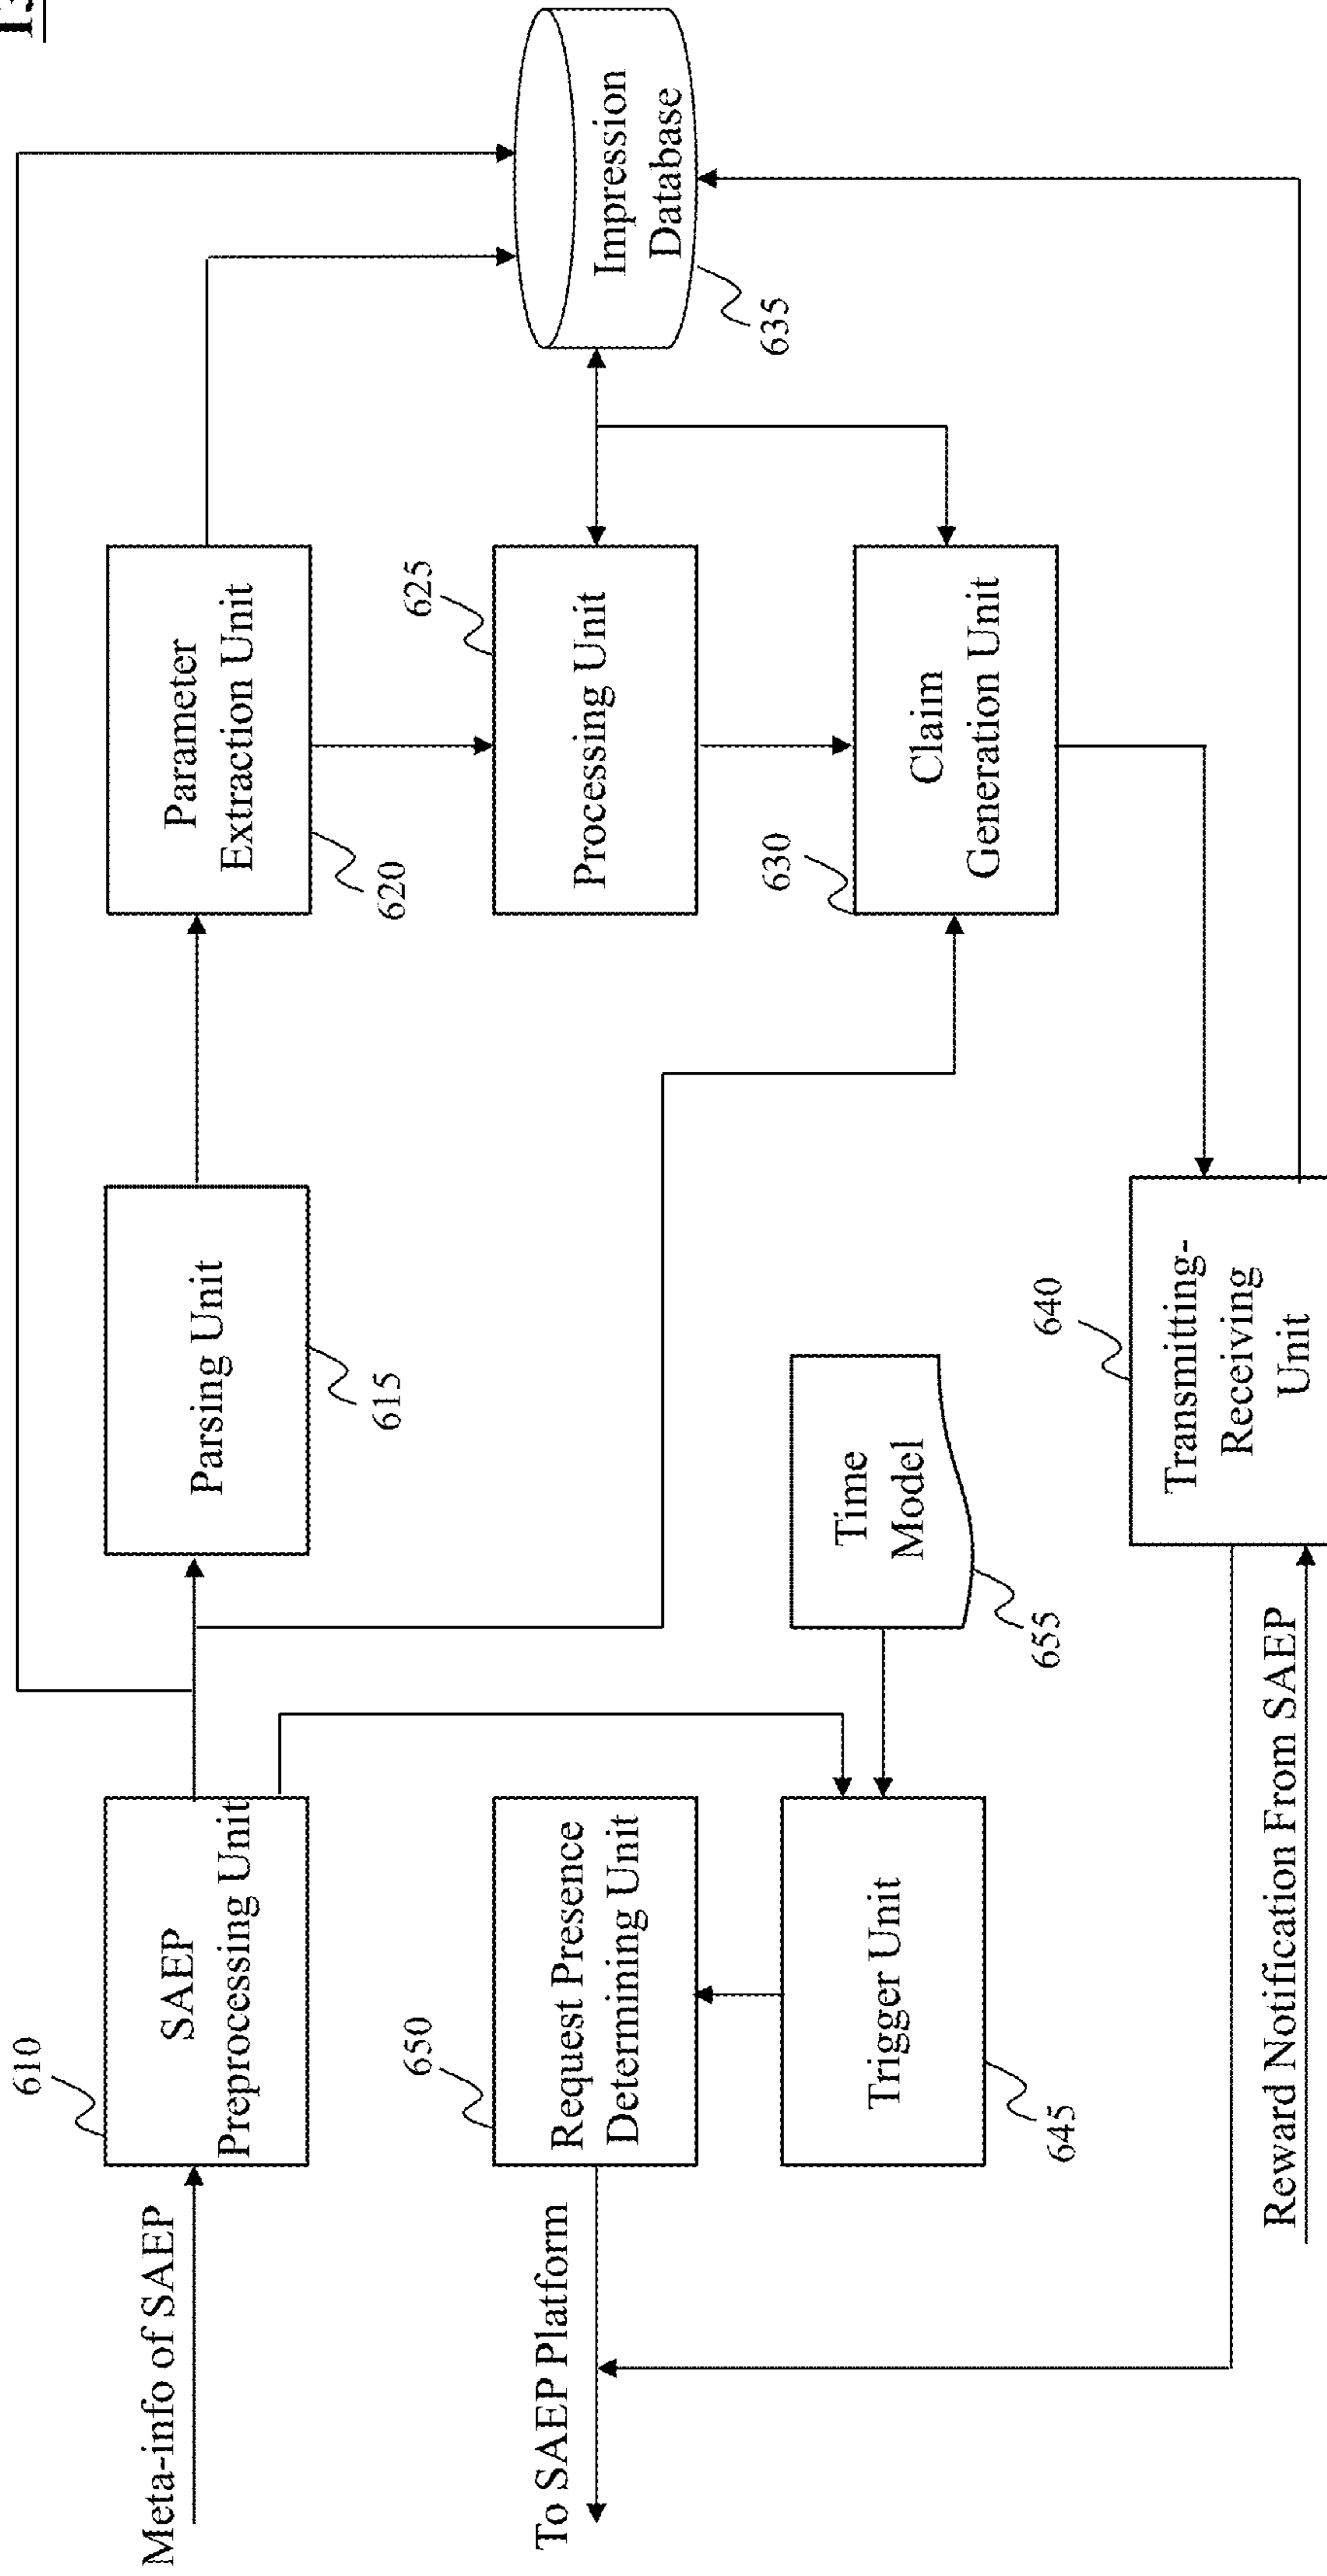 Meta-info of SAEP
610
SAEP
Preprocessing Unit
Parsing Unit
615
Parameter
Extraction Unit
620
To SAEP Platform
650
Request Presence
Determining Unit
625
Processing Unit
Impression
Database
635
Trigger Unit
645
Time
Model
655
630
Claim
Generation Unit
640
Transmitting-
Receiving
Unit
Reward Notification From SAEP